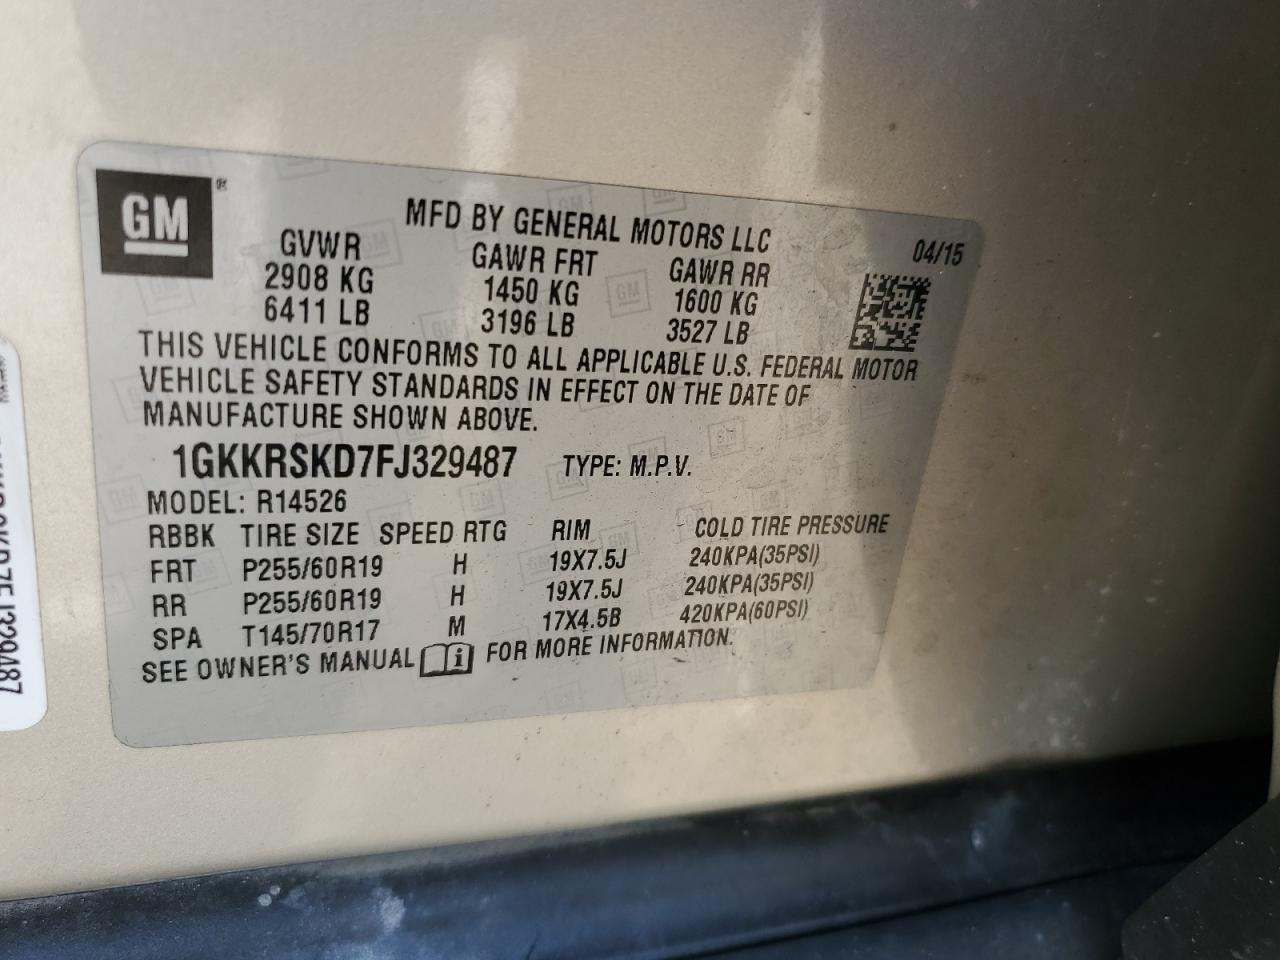 GM®
MFD BY GENERAL MOTORS LLC
04/15
GVWR GAWR FRT GAWR RR
2908 KG 1450 KG 1600 KG
6411 LB 3196 LB 3527 LB
THIS VEHICLE CONFORMS TO ALL APPLICABLE U.S. FEDERAL MOTOR
VEHICLE SAFETY STANDARDS IN EFFECT ON THE DATE OF
MANUFACTURE SHOWN ABOVE.
1GKKRSKD7FJ329487 TYPE: M.P.V.
MODEL: R14526
RBBK TIRE SIZE SPEED RTG RIM COLD TIRE PRESSURE
FRT P255/60R19 H 19X7.5J 240KPA(35PSI)
RR P255/60R19 H 19X7.5J 240KPA(35PSI)
SPA T145/70R17 M 17X4.5B 420KPA(60PSI)
SEE OWNER'S MANUAL FOR MORE INFORMATION.